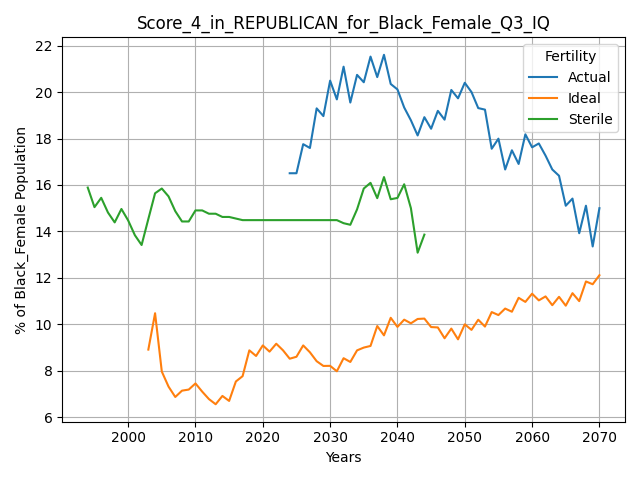 Score_4_in_REPUBLICAN_for_Black_Female_Q3_IQ
Fertility
Actual
Ideal
Sterile
% of Black_Female Population
22
20
18
16
14
12
10
8
6
2000 2010 2020 2030 2040 2050 2060 2070
Years